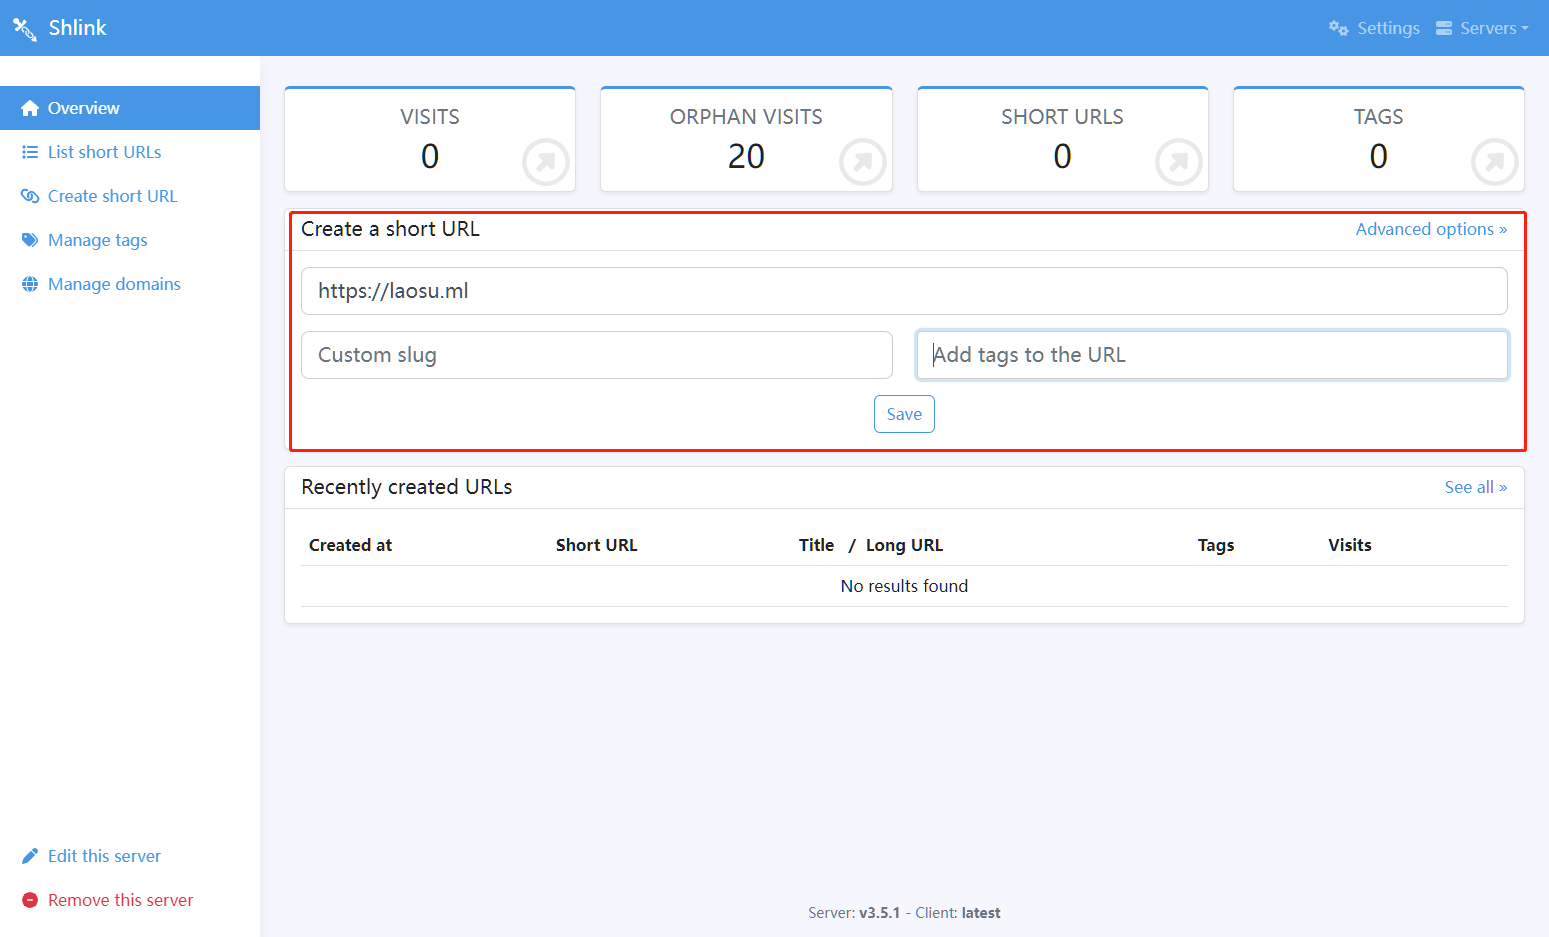 Shlink
Settings
Servers
Overview
List short URLs
Create short URL
Manage tags
Manage domains
Edit this server
Remove this server
VISITS
0
ORPHAN VISITS
20
SHORT URLS
0
TAGS
0
Create a short URL
Advanced options »
https://laosu.ml
Custom slug
Add tags to the URL
Save
Recently created URLs
See all »
Created at Short URL Title / Long URL Tags Visits
No results found
Server: v3.5.1 - Client: latest